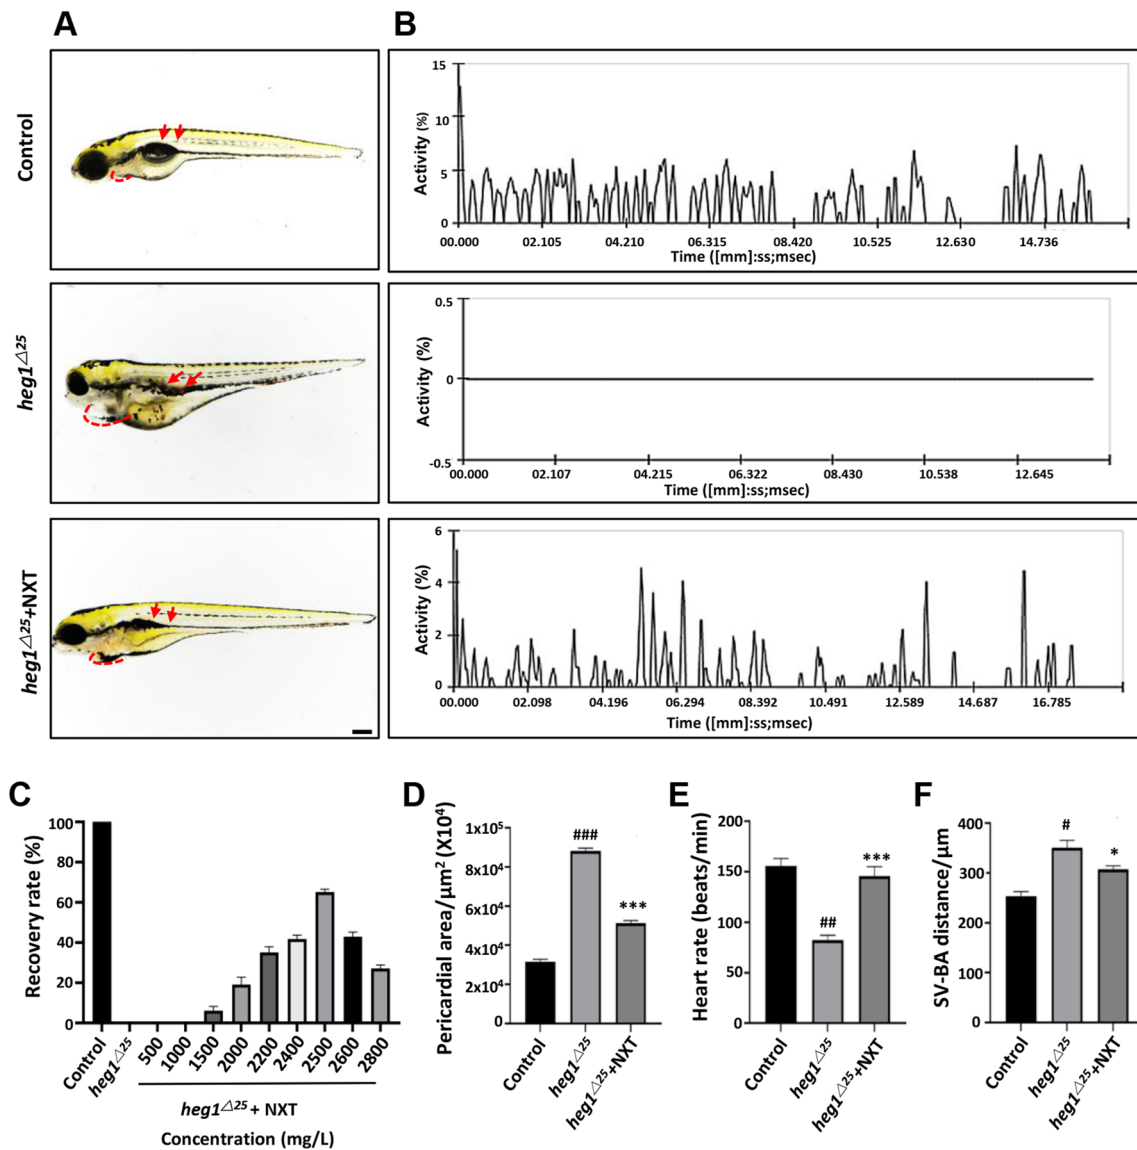 A
B
Control
heg1△25
heg1△25+NXT
Activity (%)
15
10
5
0
00.000 02.105 04.210 06.315 08.420 10.525 12.630 14.736
Time ([mm]:ss;msec)
Activity (%)
0.5
0
-0.5
00.000 02.107 04.215 06.322 08.430 10.538 12.645
Time ([mm]:ss;msec)
Activity (%)
6
4
2
0
00.000 02.098 04.196 06.294 08.392 10.491 12.589 14.687 16.785
Time ([mm]:ss;msec)
C
Recovery rate (%)
100
80
60
40
20
0
Control heg1△25 500 1000 1500 2000 2200 2400 2500 2600 2800
heg1△25 + NXT
Concentration (mg/L)
D
Pericardial area/μm² (X10⁴)
1x10⁵
8x10⁴
6x10⁴
4x10⁴
2x10⁴
0
###
***
Control heg1△25 heg1△25+NXT
E
Heart rate (beats/min)
200
150
100
50
0
##
***
Control heg1△25 heg1△25+NXT
F
SV-BA distance/μm
400
300
200
100
0
#
*
Control heg1△25 heg1△25+NXT